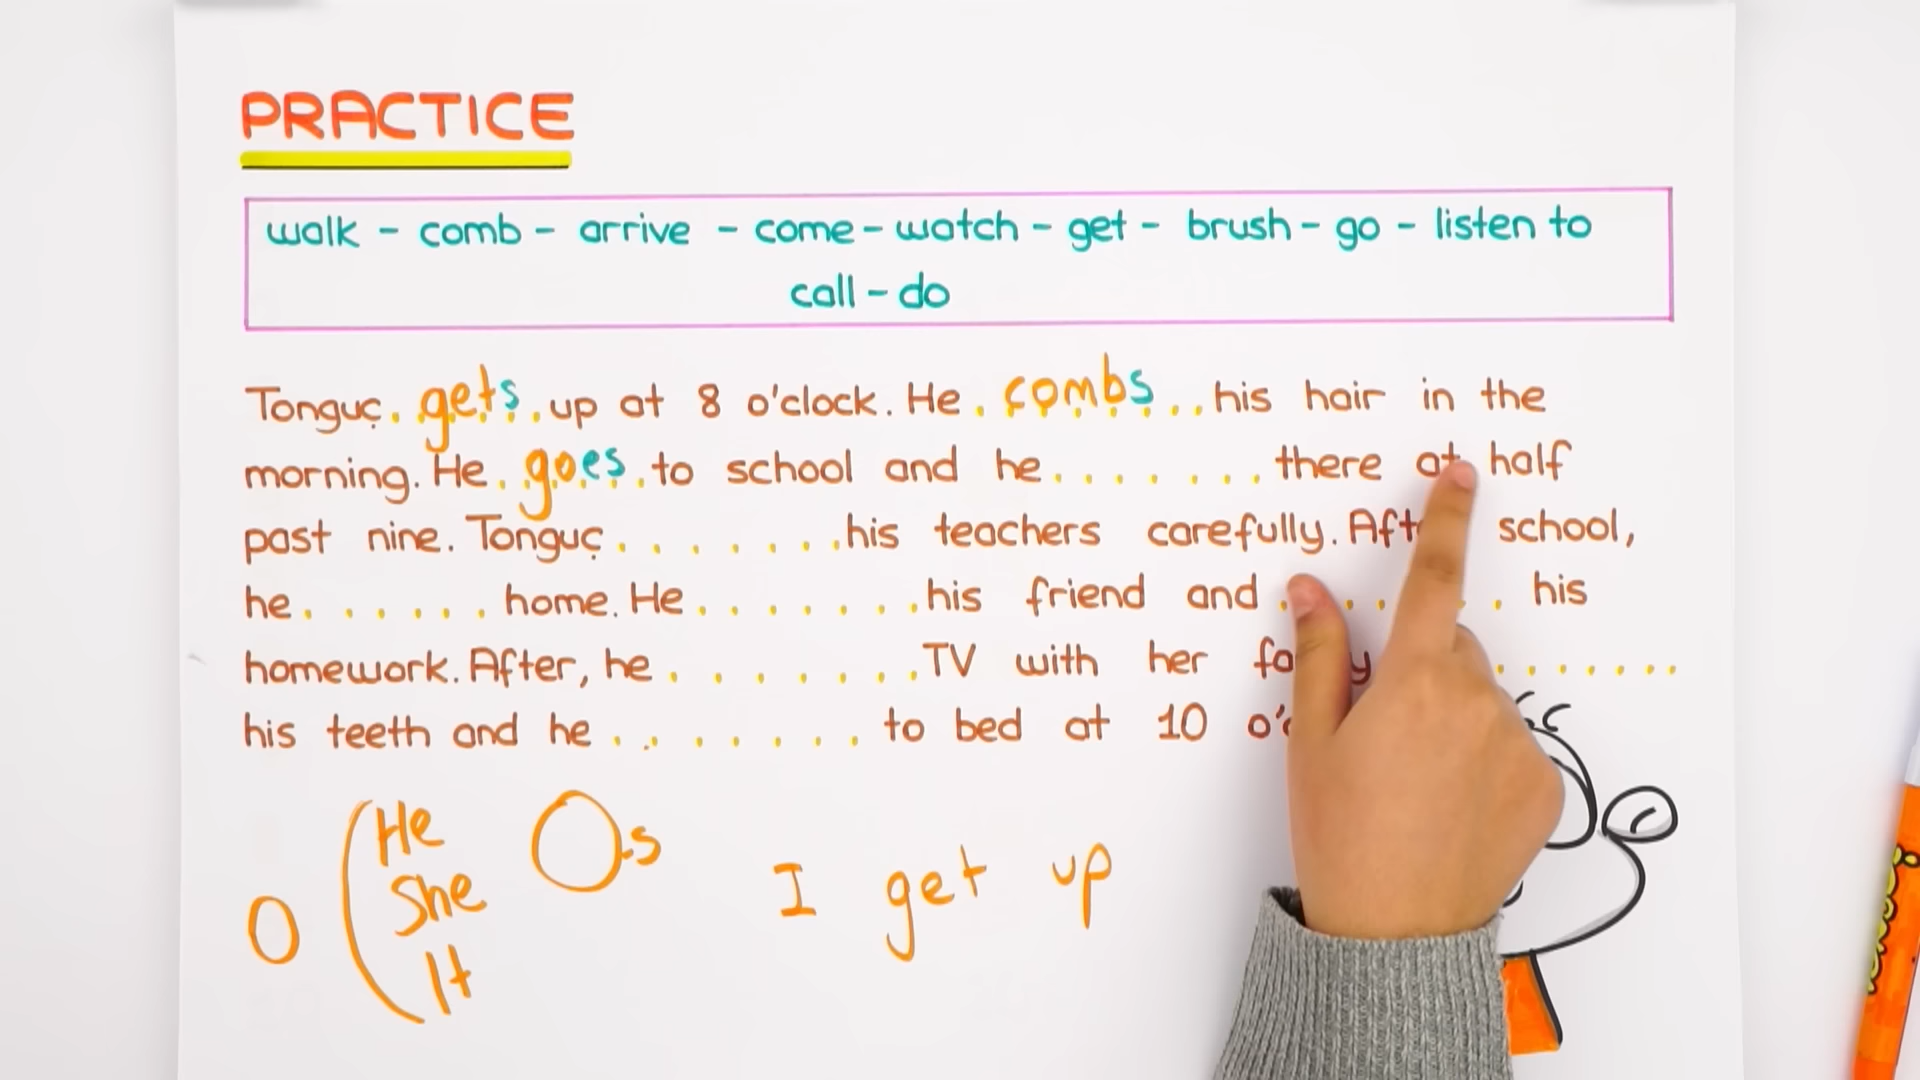 PRACTICE
walk - comb - arrive - come - watch - get - brush - go - listen to
call - do
Tonguç. gets. up at 8 o'clock. He. combs...his hair in the
morning. He. goes. to school and he.......there at half
past nine. Tonguç........his teachers carefully. school,
he.......home. He........his friend and ........ his
homework. After, he.........TV with her ........
his teeth and he......... to bed at 10
He
She
It
O
O-s
I get up